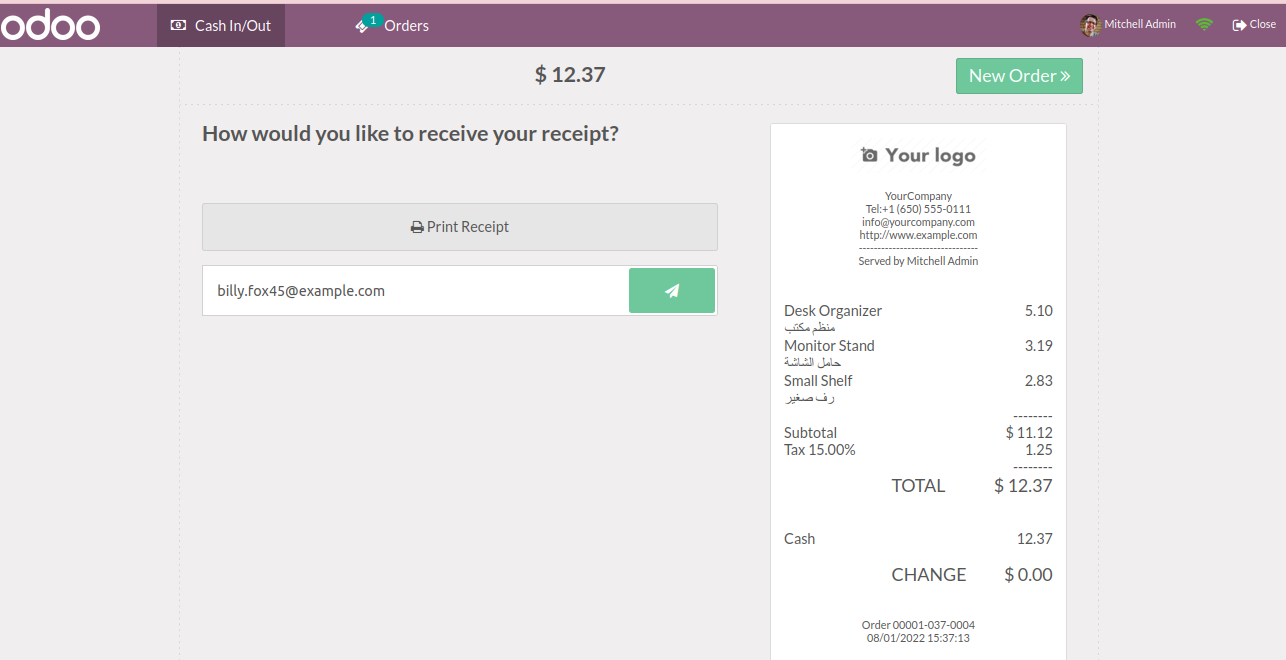 odoo
Cash In/Out
1
Orders
Mitchell Admin
Close
$ 12.37
New Order
How would you like to receive your receipt?
Print Receipt
billy.fox45@example.com
Your logo
YourCompany
Tel:+1 (650) 555-0111
info@yourcompany.com
http://www.example.com
--------------------------------
Served by Mitchell Admin
Desk Organizer 5.10
منظم مكتب
Monitor Stand 3.19
حامل الشاشة
Small Shelf 2.83
رف صغير
--------
Subtotal $ 11.12
Tax 15.00% 1.25
--------
TOTAL $ 12.37
Cash 12.37
CHANGE $ 0.00
Order 00001-037-0004
08/01/2022 15:37:13